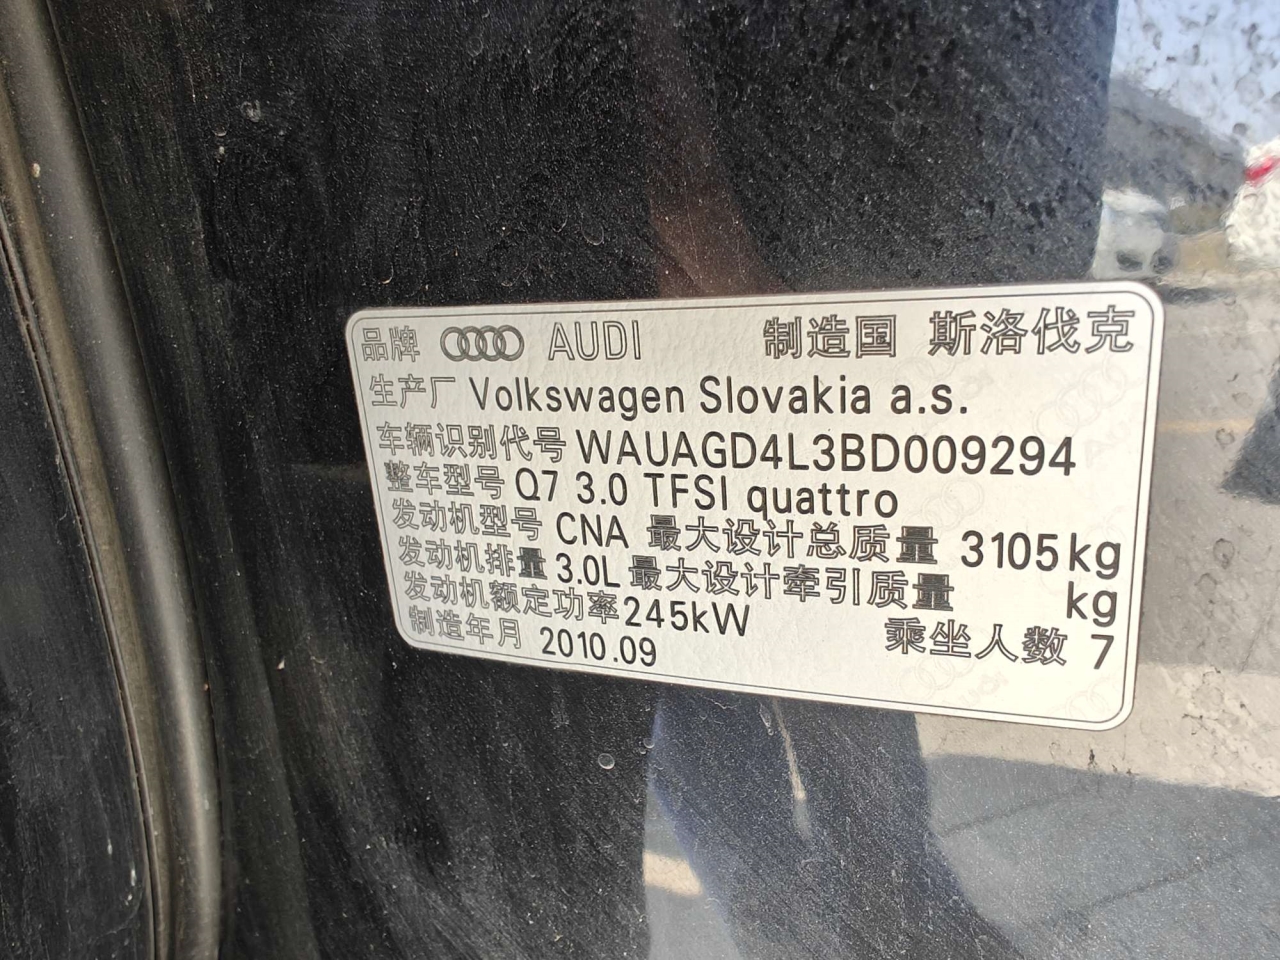 品牌 AUDI 制造国 斯洛伐克
生产厂 Volkswagen Slovakia a.s.
车辆识别代号 WAUAGD4L3BD009294
整车型号 Q7 3.0 TFSI quattro
发动机型号 CNA 最大设计总质量 3105kg
发动机排量 3.0L 最大设计牵引质量 kg
发动机额定功率 245kW 乘坐人数 7
制造年月 2010.09